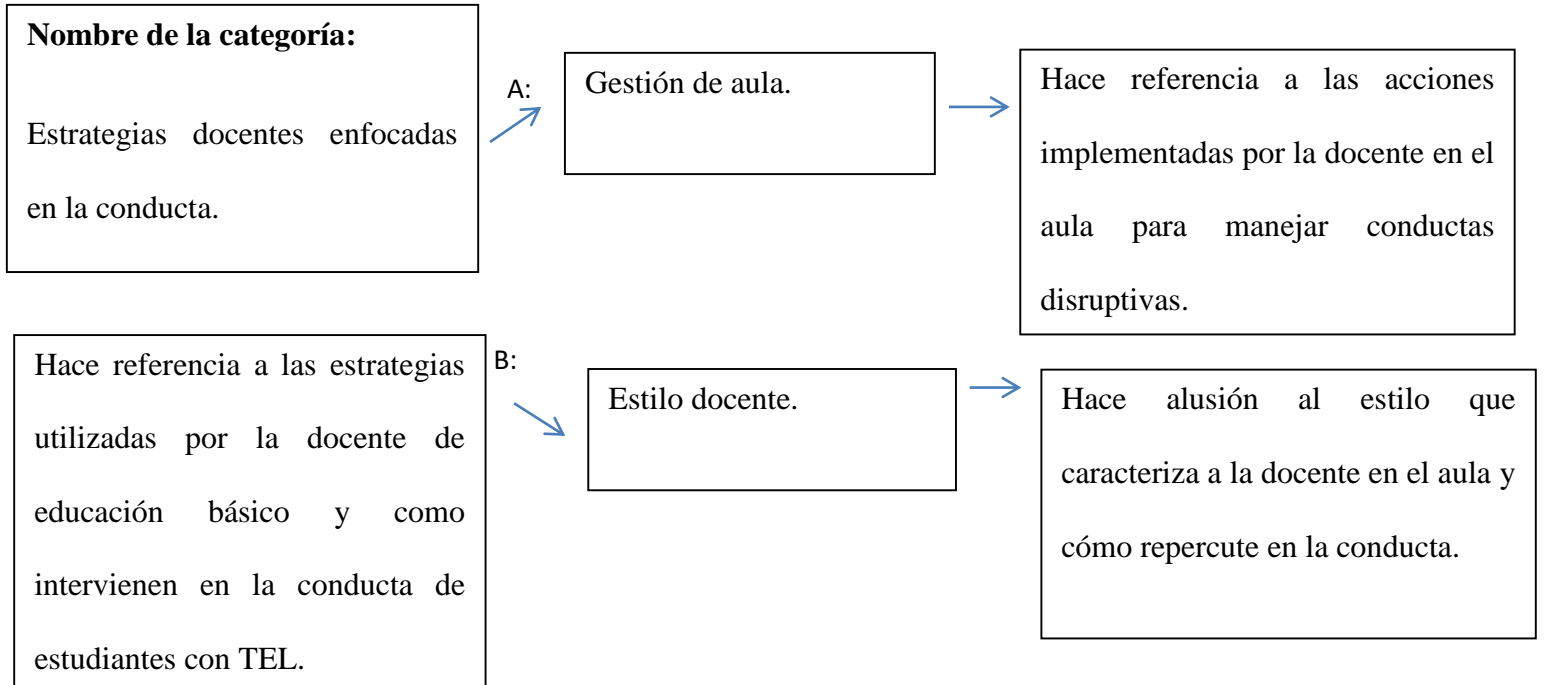 Nombre de la categoría:
Estrategias docentes enfocadas
en la conducta.
A:
Gestión de aula.
Hace referencia a las acciones
implementadas por la docente en el
aula para manejar conductas
disruptivas.
Hace referencia a las estrategias
utilizadas por la docente de
educación básico y como
intervienen en la conducta de
estudiantes con TEL.
B:
Estilo docente.
Hace alusión al estilo que
caracteriza a la docente en el aula y
cómo repercute en la conducta.